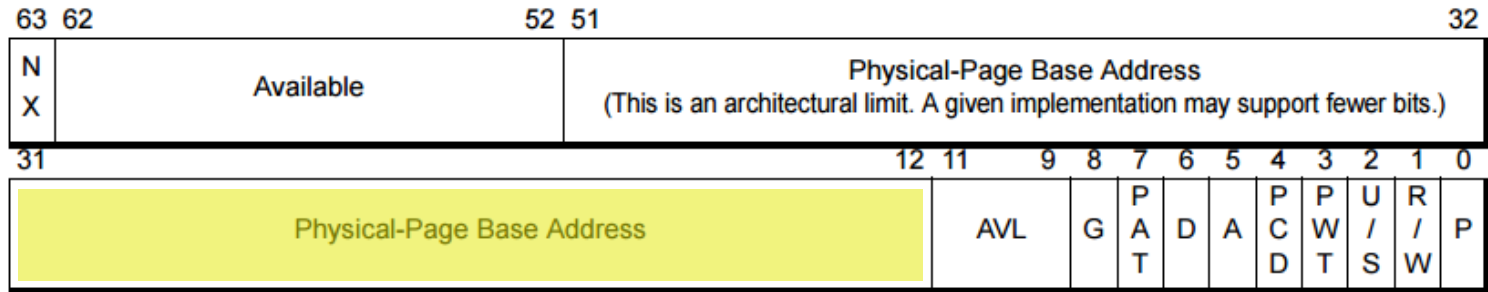 63 62 52 51 32
N
X
Available
Physical-Page Base Address
(This is an architectural limit. A given implementation may support fewer bits.)
31 12 11 9 8 7 6 5 4 3 2 1 0
Physical-Page Base Address
AVL
G
P
A
T
D
A
P
C
D
P
W
T
U
/
S
R
/
W
P